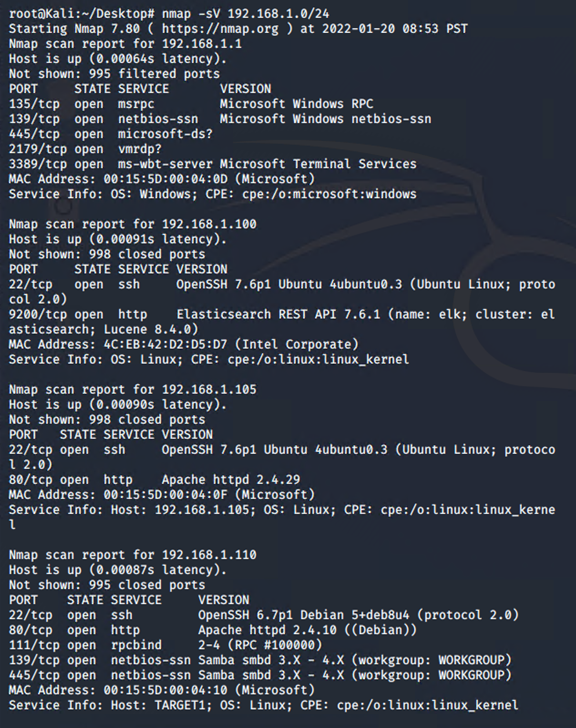 root@Kali:~/Desktop# nmap -sV 192.168.1.0/24
Starting Nmap 7.80 ( https://nmap.org ) at 2022-01-20 08:53 PST
Nmap scan report for 192.168.1.1
Host is up (0.00064s latency).
Not shown: 995 filtered ports
PORT     STATE SERVICE       VERSION
135/tcp  open  msrpc         Microsoft Windows RPC
139/tcp  open  netbios-ssn   Microsoft Windows netbios-ssn
445/tcp  open  microsoft-ds?
2179/tcp open  vmrdp?
3389/tcp open  ms-wbt-server Microsoft Terminal Services
MAC Address: 00:15:5D:00:04:0D (Microsoft)
Service Info: OS: Windows; CPE: cpe:/o:microsoft:windows

Nmap scan report for 192.168.1.100
Host is up (0.00091s latency).
Not shown: 998 closed ports
PORT     STATE SERVICE VERSION
22/tcp   open  ssh     OpenSSH 7.6p1 Ubuntu 4ubuntu0.3 (Ubuntu Linux; proto
col 2.0)
9200/tcp open  http    Elasticsearch REST API 7.6.1 (name: elk; cluster: el
asticsearch; Lucene 8.4.0)
MAC Address: 4C:EB:42:D2:D5:D7 (Intel Corporate)
Service Info: OS: Linux; CPE: cpe:/o:linux:linux_kernel

Nmap scan report for 192.168.1.105
Host is up (0.00090s latency).
Not shown: 998 closed ports
PORT   STATE SERVICE VERSION
22/tcp open  ssh     OpenSSH 7.6p1 Ubuntu 4ubuntu0.3 (Ubuntu Linux; protoco
l 2.0)
80/tcp open  http    Apache httpd 2.4.29
MAC Address: 00:15:5D:00:04:0F (Microsoft)
Service Info: Host: 192.168.1.105; OS: Linux; CPE: cpe:/o:linux:linux_kerne
l

Nmap scan report for 192.168.1.110
Host is up (0.00087s latency).
Not shown: 995 closed ports
PORT    STATE SERVICE     VERSION
22/tcp  open  ssh         OpenSSH 6.7p1 Debian 5+deb8u4 (protocol 2.0)
80/tcp  open  http        Apache httpd 2.4.10 ((Debian))
111/tcp open  rpcbind     2-4 (RPC #100000)
139/tcp open  netbios-ssn Samba smbd 3.X - 4.X (workgroup: WORKGROUP)
445/tcp open  netbios-ssn Samba smbd 3.X - 4.X (workgroup: WORKGROUP)
MAC Address: 00:15:5D:00:04:10 (Microsoft)
Service Info: Host: TARGET1; OS: Linux; CPE: cpe:/o:linux:linux_kernel